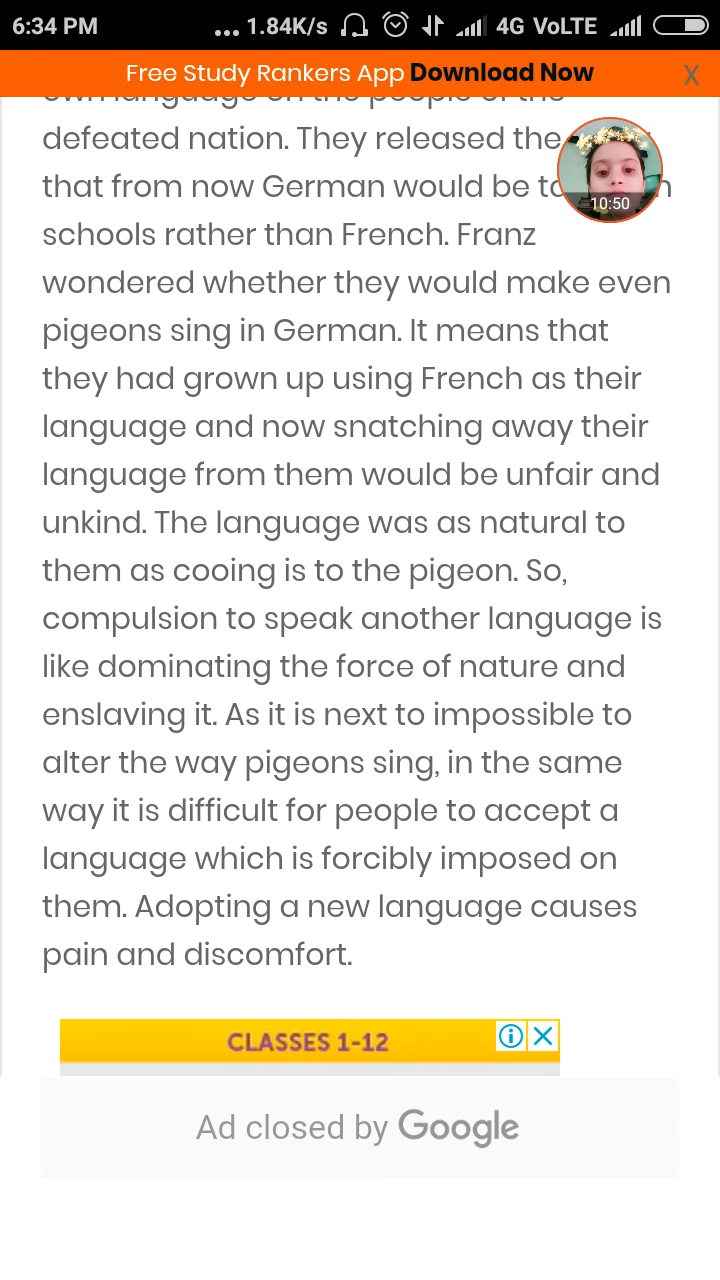 6:34 PM ... 1.84K/s 4G VoLTE
Free Study Rankers App Download Now X
own language on the people of the
defeated nation. They released the
that from now German would be
10:50
schools rather than French. Franz
wondered whether they would make even
pigeons sing in German. It means that
they had grown up using French as their
language and now snatching away their
language from them would be unfair and
unkind. The language was as natural to
them as cooing is to the pigeon. So,
compulsion to speak another language is
like dominating the force of nature and
enslaving it. As it is next to impossible to
alter the way pigeons sing, in the same
way it is difficult for people to accept a
language which is forcibly imposed on
them. Adopting a new language causes
pain and discomfort.
CLASSES 1-12
Ad closed by Google